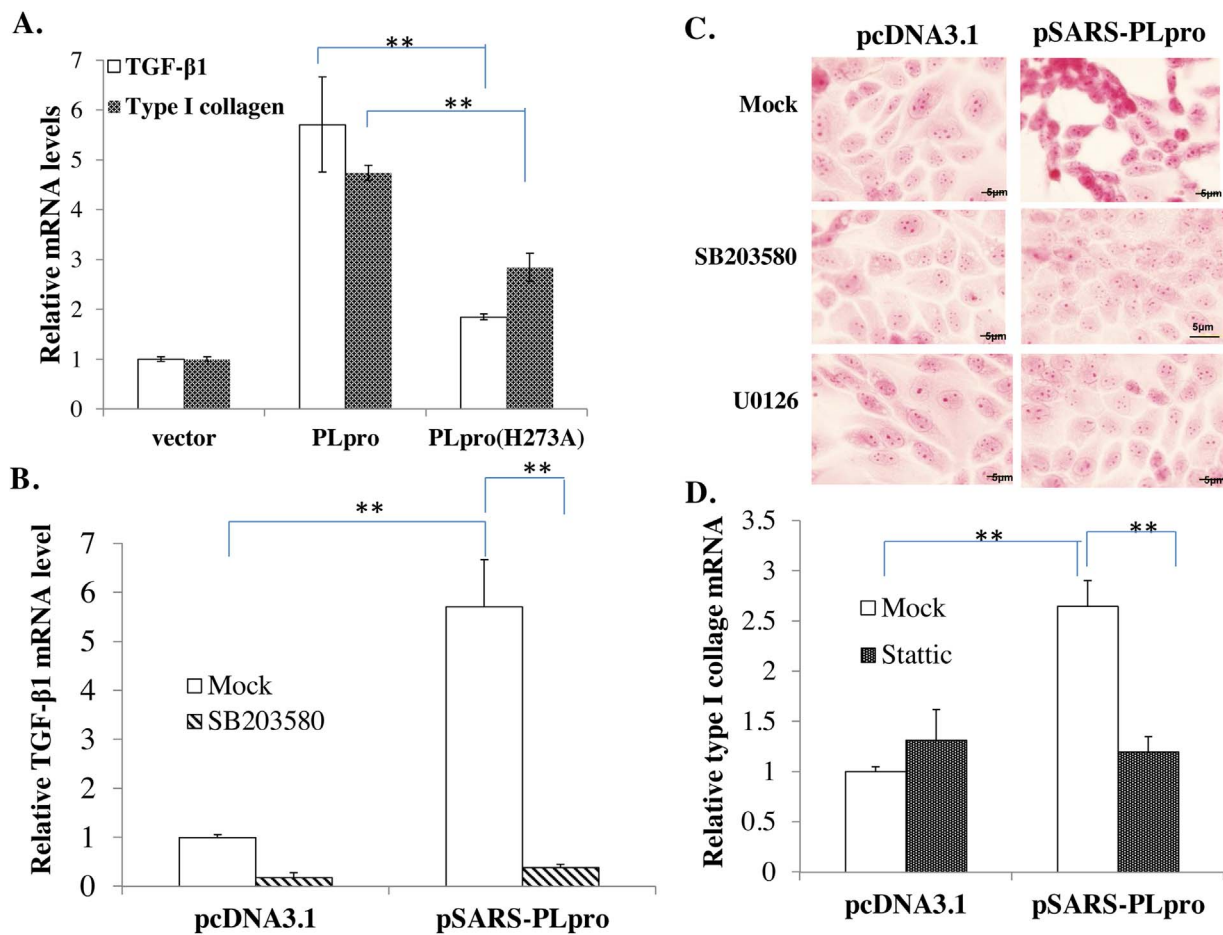 A.
**
**
TGF-β1
Type I collagen
Relative mRNA levels
7
6
5
4
3
2
1
0
vector
PLpro
PLpro(H273A)
B.
**
**
Relative TGF-β1 mRNA level
7
6
5
4
3
2
1
0
Mock
SB203580
pcDNA3.1
pSARS-PLpro
C.
pcDNA3.1
pSARS-PLpro
Mock
5μm
5μm
SB203580
5μm
5μm
U0126
5μm
5μm
D.
**
**
Relative type I collage mRNA
3.5
3
2.5
2
1.5
1
0.5
0
Mock
Stattic
pcDNA3.1
pSARS-PLpro